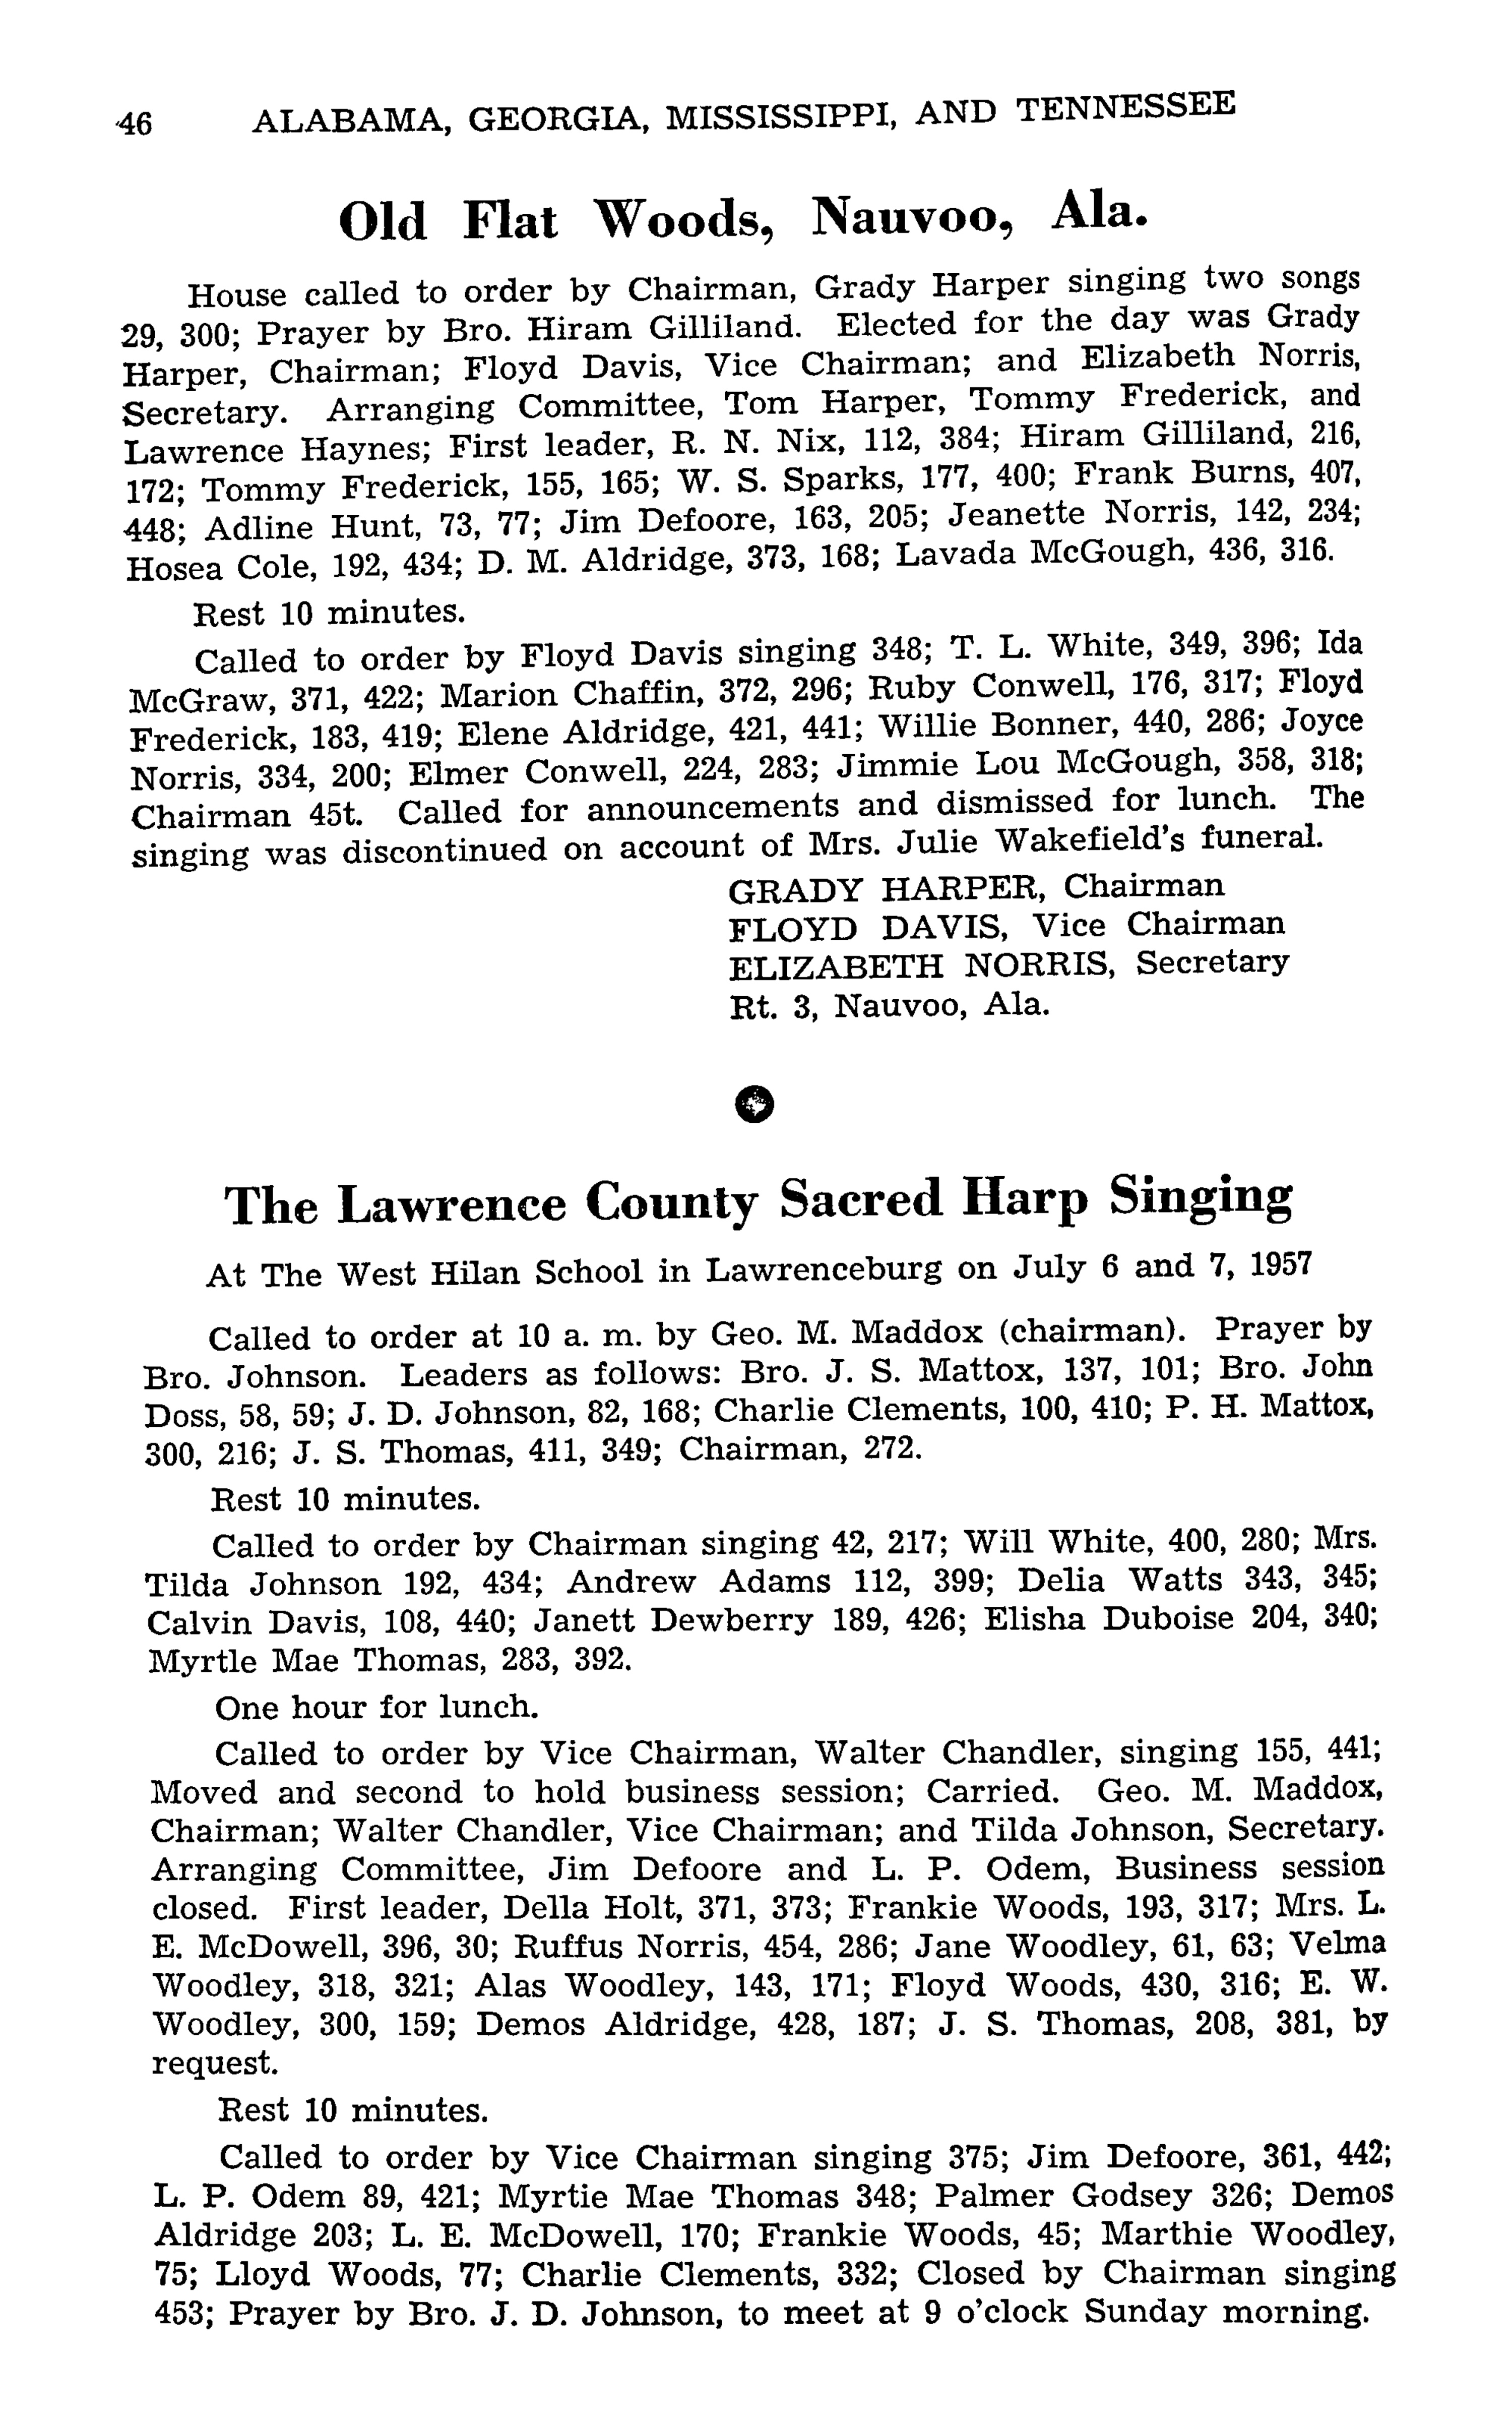 46 ALABAMA, GEORGIA, MISSISSIPPI, AND TENNESSEE
Old Flat Woods, Nauvoo, Ala.
House called to order by Chairman, Grady Harper singing two songs
29, 300; Prayer by Bro. Hiram Gilliland. Elected for the day was Grady
Harper, Chairman; Floyd Davis, Vice Chairman; and Elizabeth Norris,
Secretary. Arranging Committee, Tom Harper, Tommy Frederick, and
Lawrence Haynes; First leader, R. N. Nix, 112, 384; Hiram Gilliland, 216,
172; Tommy Frederick, 155, 165; W. S. Sparks, 177, 400; Frank Burns, 407,
448; Adline Hunt, 73, 77; Jim Defoore, 163, 205; Jeanette Norris, 142, 234;
Hosea Cole, 192, 434; D. M. Aldridge, 373, 168; Lavada McGough, 436, 316.
Rest 10 minutes.
Called to order by Floyd Davis singing 348; T. L. White, 349, 396; Ida
McGraw, 371, 422; Marion Chaffin, 372, 296; Ruby Conwell, 176, 317; Floyd
Frederick, 183, 419; Elene Aldridge, 421, 441; Willie Bonner, 440, 286; Joyce
Norris, 334, 200; Elmer Conwell, 224, 283; Jimmie Lou McGough, 358, 318;
Chairman 45t. Called for announcements and dismissed for lunch. The
singing was discontinued on account of Mrs. Julie Wakefield's funeral.
GRADY HARPER, Chairman
FLOYD DAVIS, Vice Chairman
ELIZABETH NORRIS, Secretary
Rt. 3, Nauvoo, Ala.
The Lawrence County Sacred Harp Singing
At The West Hilan School in Lawrenceburg on July 6 and 7, 1957
Called to order at 10 a. m. by Geo. M. Maddox (chairman). Prayer by
Bro. Johnson. Leaders as follows: Bro. J. S. Mattox, 137, 101; Bro. John
Doss, 58, 59; J. D. Johnson, 82, 168; Charlie Clements, 100, 410; P. H. Mattox,
300, 216; J. S. Thomas, 411, 349; Chairman, 272.
Rest 10 minutes.
Called to order by Chairman singing 42, 217; Will White, 400, 280; Mrs.
Tilda Johnson 192, 434; Andrew Adams 112, 399; Delia Watts 343, 345;
Calvin Davis, 108, 440; Janett Dewberry 189, 426; Elisha Duboise 204, 340;
Myrtle Mae Thomas, 283, 392.
One hour for lunch.
Called to order by Vice Chairman, Walter Chandler, singing 155, 441;
Moved and second to hold business session; Carried. Geo. M. Maddox,
Chairman; Walter Chandler, Vice Chairman; and Tilda Johnson, Secretary.
Arranging Committee, Jim Defoore and L. P. Odem, Business session
closed. First leader, Della Holt, 371, 373; Frankie Woods, 193, 317; Mrs. L.
E. McDowell, 396, 30; Ruffus Norris, 454, 286; Jane Woodley, 61, 63; Velma
Woodley, 318, 321; Alas Woodley, 143, 171; Floyd Woods, 430, 316; E. W.
Woodley, 300, 159; Demos Aldridge, 428, 187; J. S. Thomas, 208, 381, by
request.
Rest 10 minutes.
Called to order by Vice Chairman singing 375; Jim Defoore, 361, 442;
L. P. Odem 89, 421; Myrtie Mae Thomas 348; Palmer Godsey 326; Demos
Aldridge 203; L. E. McDowell, 170; Frankie Woods, 45; Marthie Woodley,
75; Lloyd Woods, 77; Charlie Clements, 332; Closed by Chairman singing
453; Prayer by Bro. J. D. Johnson, to meet at 9 o'clock Sunday morning.